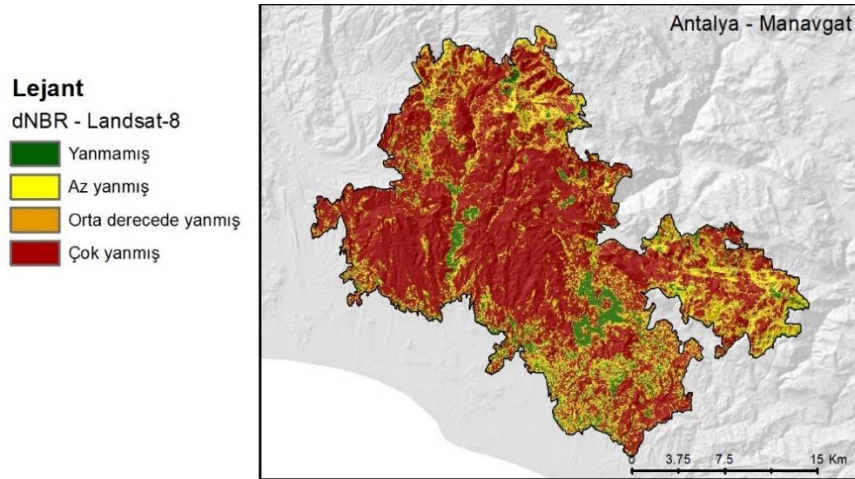 Lejant
dNBR - Landsat-8
Yanmamış
Az yanmış
Orta derecede yanmış
Çok yanmış
Antalya - Manavgat
0 3.75 7.5 15 Km